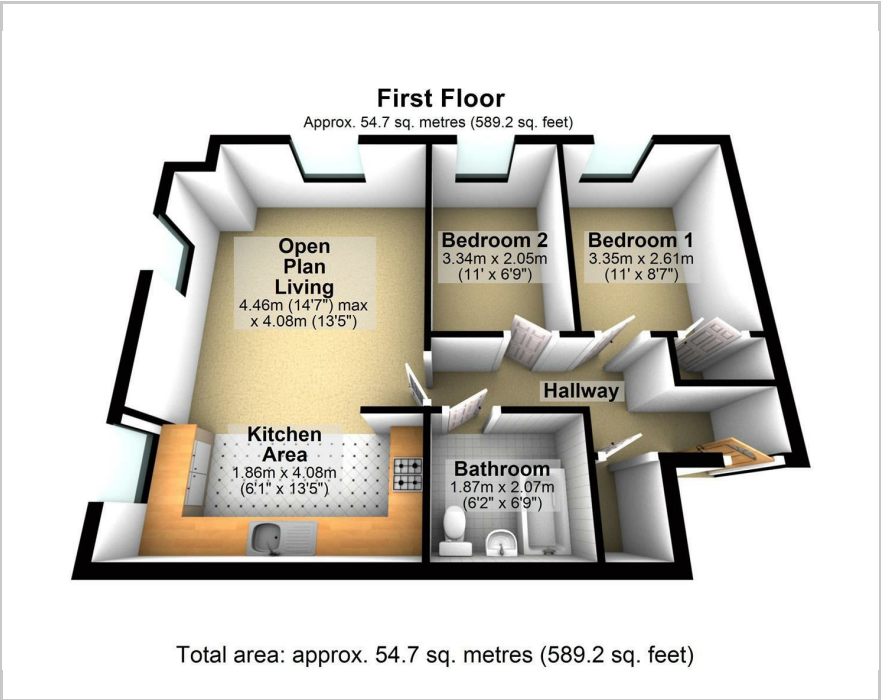 First Floor
Approx. 54.7 sq. metres (589.2 sq. feet)
Open
Plan
Living
4.46m (14'7") max
x 4.08m (13'5")
Bedroom 2
3.34m x 2.05m
(11' x 6'9")
Bedroom 1
3.35m x 2.61m
(11' x 8'7")
Hallway
Kitchen
Area
1.86m x 4.08m
(6'1" x 13'5")
Bathroom
1.87m x 2.07m
(6'2" x 6'9")
Total area: approx. 54.7 sq. metres (589.2 sq. feet)